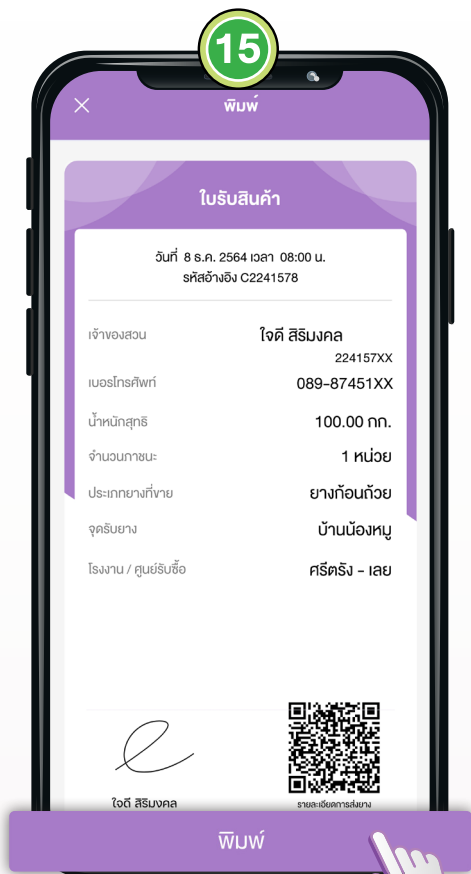 15
พิมพ์
ใบรับสินค้า
วันที่ 8 ธ.ค. 2564 เวลา 08:00 น.
รหัสอ้างอิง C2241578
เจ้าของสวน ใจดี สิริมงคล
224157XX
เบอร์โทรศัพท์ 089-87451XX
น้ำหนักสุทธิ 100.00 กก.
จำนวนภาชนะ 1 หน่วย
ประเภทยางที่ขาย ยางก้อนถ้วย
จุดรับยาง บ้านน้องหมู
โรงงาน / ศูนย์รับซื้อ ศรีตรัง - เลย
ใจดี สิริมงคล รายละเอียดการส่งยาง
พิมพ์